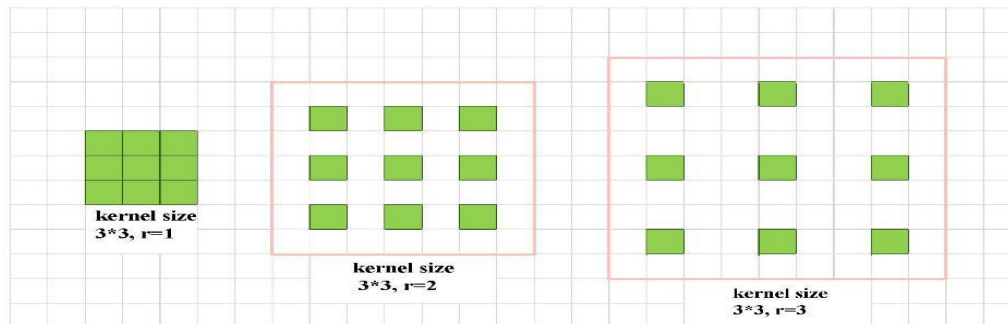 kernel size
3*3, r=1
kernel size
3*3, r=2
kernel size
3*3, r=3